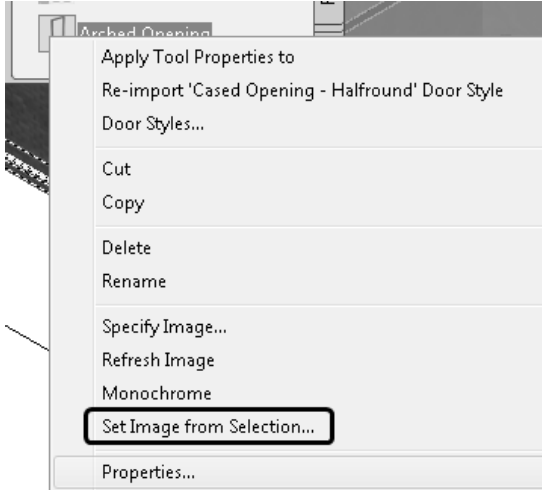 Arched Opening
Apply Tool Properties to
Re-import 'Cased Opening - Halfround' Door Style
Door Styles...
Cut
Copy
Delete
Rename
Specify Image...
Refresh Image
Monochrome
Set Image from Selection...
Properties...